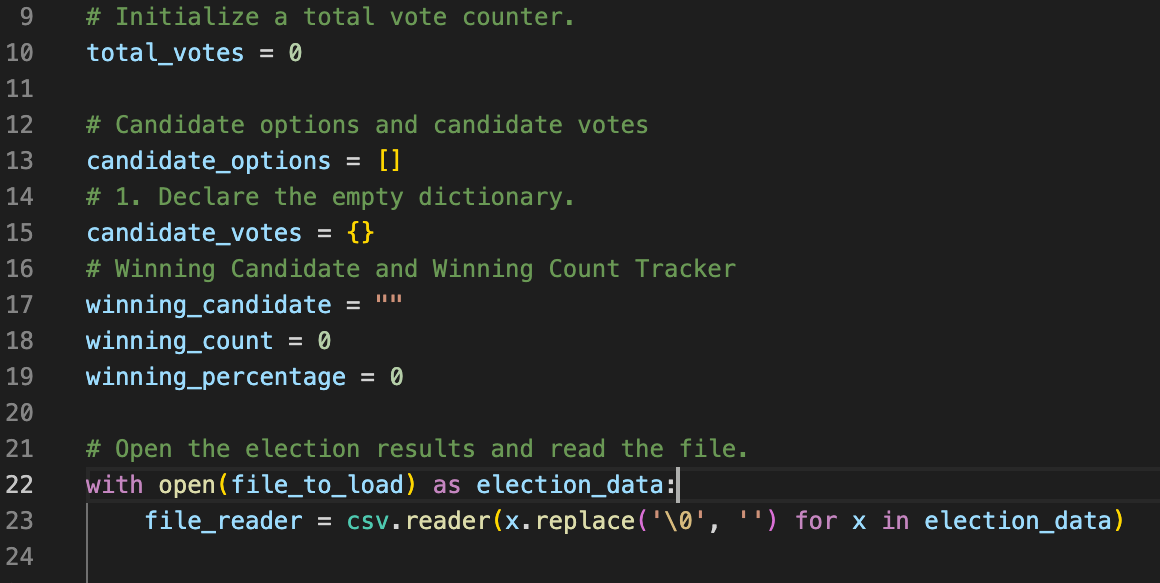 9 # Initialize a total vote counter.
10 total_votes = 0
11
12 # Candidate options and candidate votes
13 candidate_options = []
14 # 1. Declare the empty dictionary.
15 candidate_votes = {}
16 # Winning Candidate and Winning Count Tracker
17 winning_candidate = ""
18 winning_count = 0
19 winning_percentage = 0
20
21 # Open the election results and read the file.
22 with open(file_to_load) as election_data:
23     file_reader = csv.reader(x.replace('\0', '') for x in election_data)
24